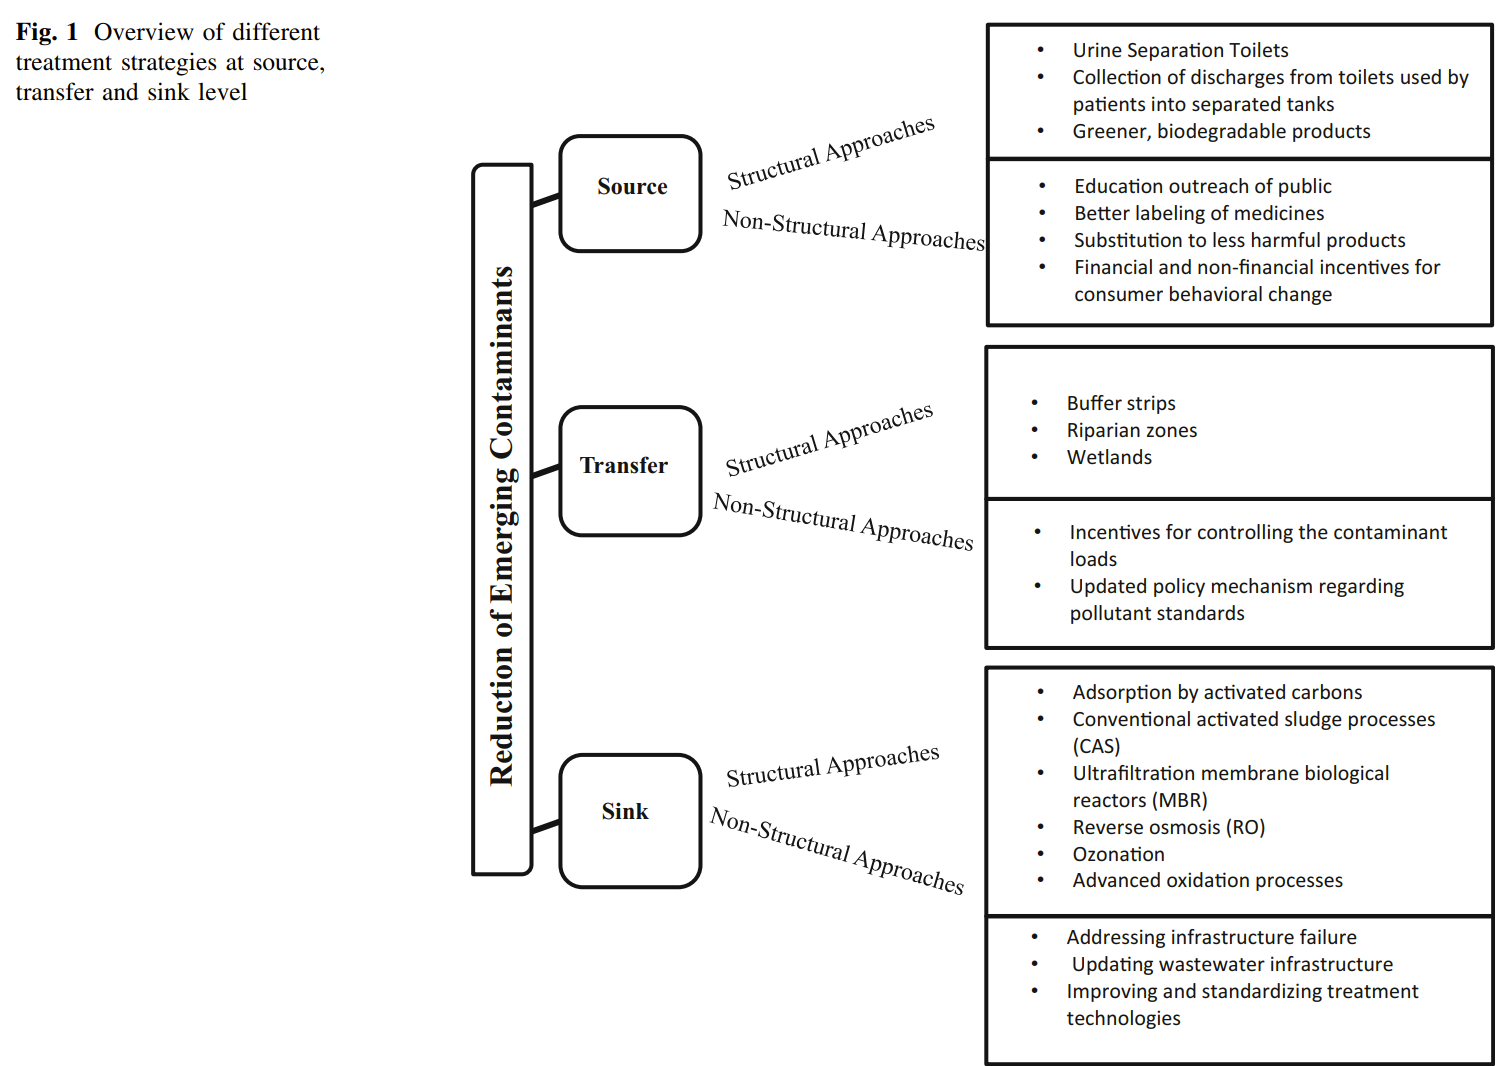 Fig. 1 Overview of different
treatment strategies at source,
transfer and sink level
Reduction of Emerging Contaminants
Source
Structural Approaches
Non-Structural Approaches
• Urine Separation Toilets
• Collection of discharges from toilets used by
patients into separated tanks
• Greener, biodegradable products
• Education outreach of public
• Better labeling of medicines
• Substitution to less harmful products
• Financial and non-financial incentives for
consumer behavioral change
Transfer
Structural Approaches
Non-Structural Approaches
• Buffer strips
• Riparian zones
• Wetlands
• Incentives for controlling the contaminant
loads
• Updated policy mechanism regarding
pollutant standards
Sink
Structural Approaches
Non-Structural Approaches
• Adsorption by activated carbons
• Conventional activated sludge processes
(CAS)
• Ultrafiltration membrane biological
reactors (MBR)
• Reverse osmosis (RO)
• Ozonation
• Advanced oxidation processes
• Addressing infrastructure failure
• Updating wastewater infrastructure
• Improving and standardizing treatment
technologies